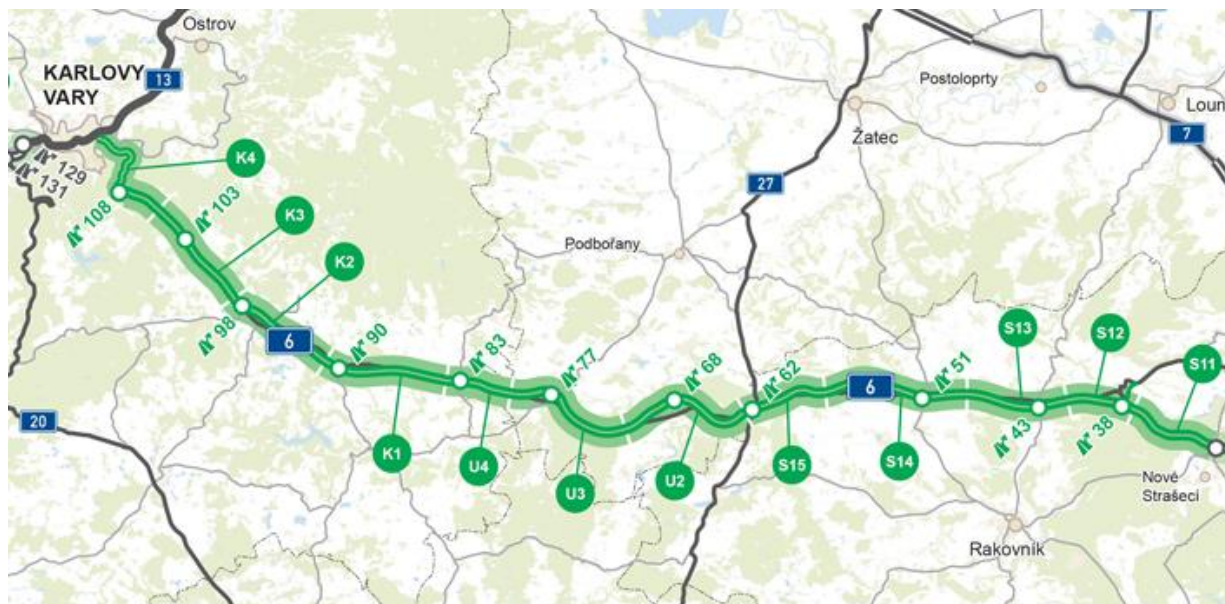 Ostrov
KARLOVY
VARY
13
Postoloprty
Loun
7
Žatec
129
131
K4
108
103
K3
27
Podbořany
K2
98
6
90
83
77
68
62
6
51
S13
S12
S11
43
38
20
K1
U4
U3
U2
S15
S14
Nové
Strašecí
Rakovník